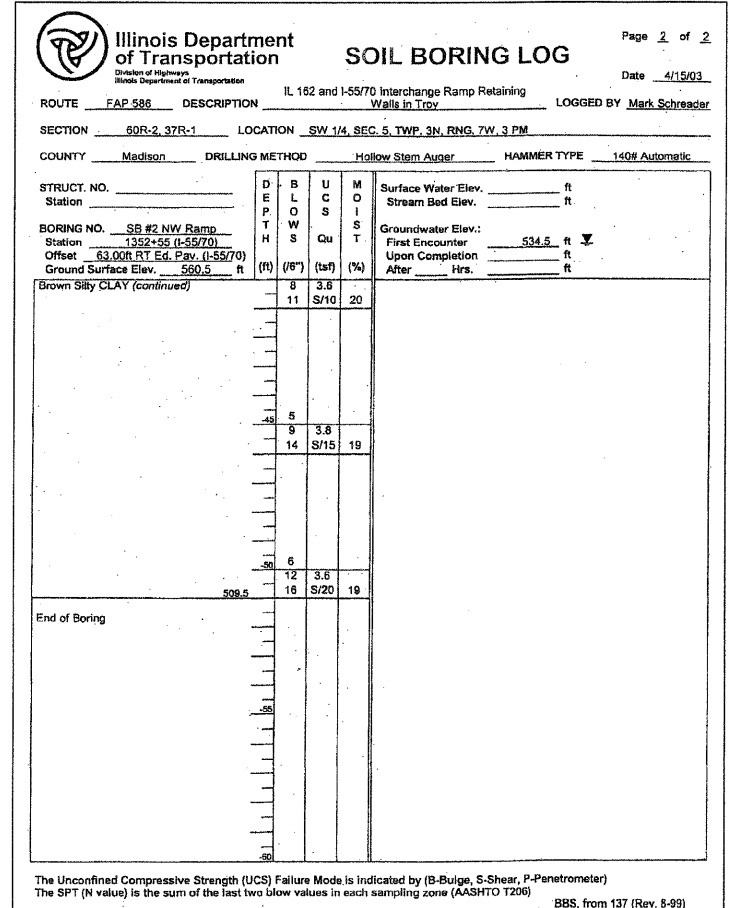 Illinois Department of Transportation
Division of Highways
Illinois Department of Transportation
SOIL BORING LOG
Page 2 of 2
Date 4/15/03
ROUTE FAP 586 DESCRIPTION IL 162 and I-55/70 Interchange Ramp Retaining Walls in Troy LOGGED BY Mark Schreader
SECTION 60R-2, 37R-1 LOCATION SW 1/4, SEC. 5, TWP. 3N, RNG. 7W, 3 PM
COUNTY Madison DRILLING METHOD Hollow Stem Auger HAMMER TYPE 140# Automatic
STRUCT. NO.
Station
BORING NO. SB #2 NW Ramp
Station 1352+55 (I-55/70)
Offset 63.00ft RT Ed. Pav. (I-55/70)
Ground Surface Elev. 560.5 ft
DEPTH (ft)
BLOWS (/6")
UCS Qu (tsf)
MOIST (%)
Surface Water Elev. ft
Stream Bed Elev. ft
Groundwater Elev.:
First Encounter 534.5 ft
Upon Completion ft
After Hrs. ft
Brown Silty CLAY (continued)
8 3.6
11 S/10 20
-45 5
9 3.8
14 S/15 19
-50 6
12 3.6
509.5 16 S/20 19
End of Boring
-55
-60
The Unconfined Compressive Strength (UCS) Failure Mode is indicated by (B-Bulge, S-Shear, P-Penetrometer)
The SPT (N value) is the sum of the last two blow values in each sampling zone (AASHTO T206)
BBS, from 137 (Rev. 8-99)